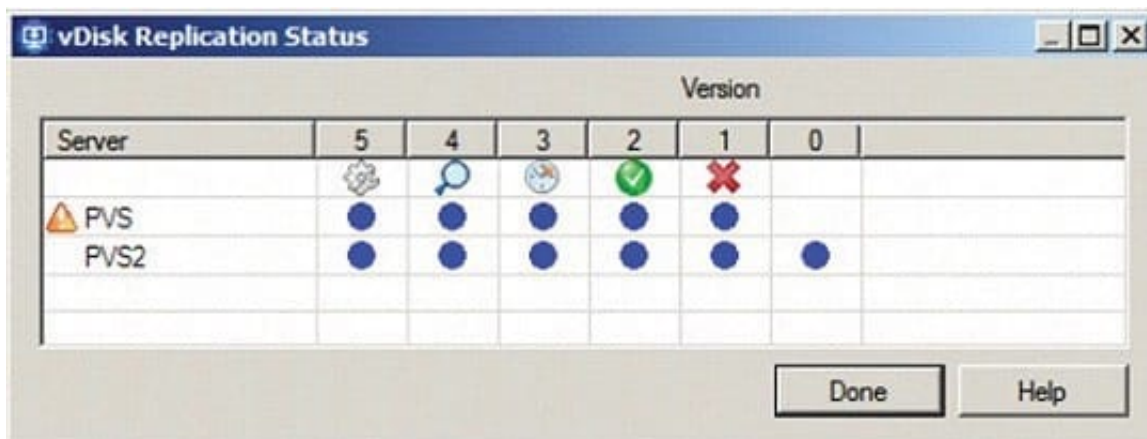 vDisk Replication Status
Version
Server 5 4 3 2 1 0
PVS
PVS2
Done Help